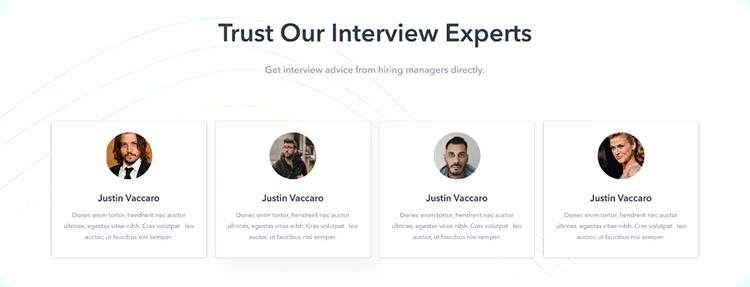 Trust Our Interview Experts
Get interview advice from hiring managers directly.
Justin Vaccaro
Donec enim tortor, hendrerit nec auctor
ultrices, egestas vitae nibh. Cras volutpat leo
auctor, ut faucibus nisi semper.
Justin Vaccaro
Donec enim tortor, hendrerit nec auctor
ultrices, egestas vitae nibh. Cras volutpat leo
auctor, ut faucibus nisi semper.
Justin Vaccaro
Donec enim tortor, hendrerit nec auctor
ultrices, egestas vitae nibh. Cras volutpat leo
auctor, ut faucibus nisi semper.
Justin Vaccaro
Donec enim tortor, hendrerit nec auctor
ultrices, egestas vitae nibh. Cras volutpat leo
auctor, ut faucibus nisi semper.